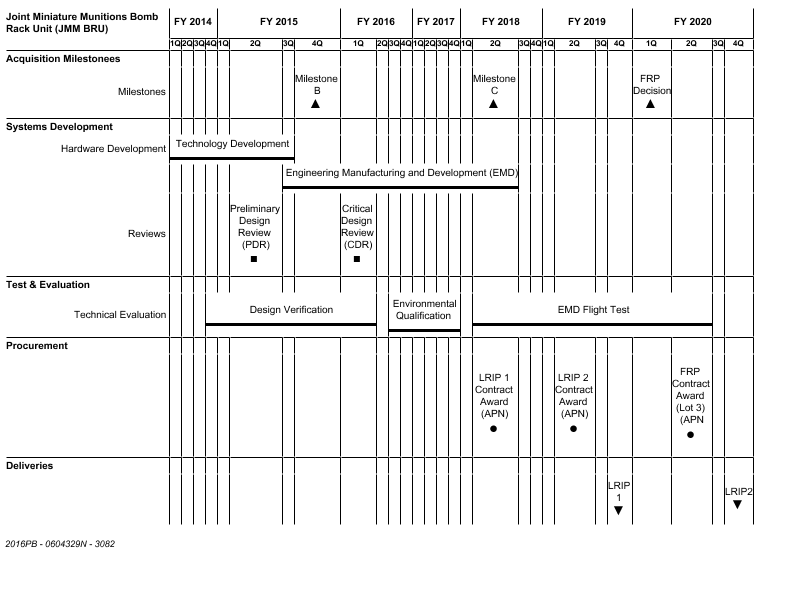 Joint Miniature Munitions Bomb
Rack Unit (JMM BRU)
FY 2014 FY 2015 FY 2016 FY 2017 FY 2018 FY 2019 FY 2020
1Q 2Q 3Q 4Q 1Q 2Q 3Q 4Q 1Q 2Q 3Q 4Q 1Q 2Q 3Q 4Q 1Q 2Q 3Q 4Q 1Q 2Q 3Q 4Q 1Q 2Q 3Q 4Q
Acquisition Milestonees
Milestones
Milestone
B
Milestone
C
FRP
Decision
Systems Development
Hardware Development
Technology Development
Engineering Manufacturing and Development (EMD)
Reviews
Preliminary
Design
Review
(PDR)
Critical
Design
Review
(CDR)
Test & Evaluation
Technical Evaluation
Design Verification
Environmental
Qualification
EMD Flight Test
Procurement
LRIP 1
Contract
Award
(APN)
LRIP 2
Contract
Award
(APN)
FRP
Contract
Award
(Lot 3)
(APN
Deliveries
LRIP
1
LRIP2
2016PB - 0604329N - 3082